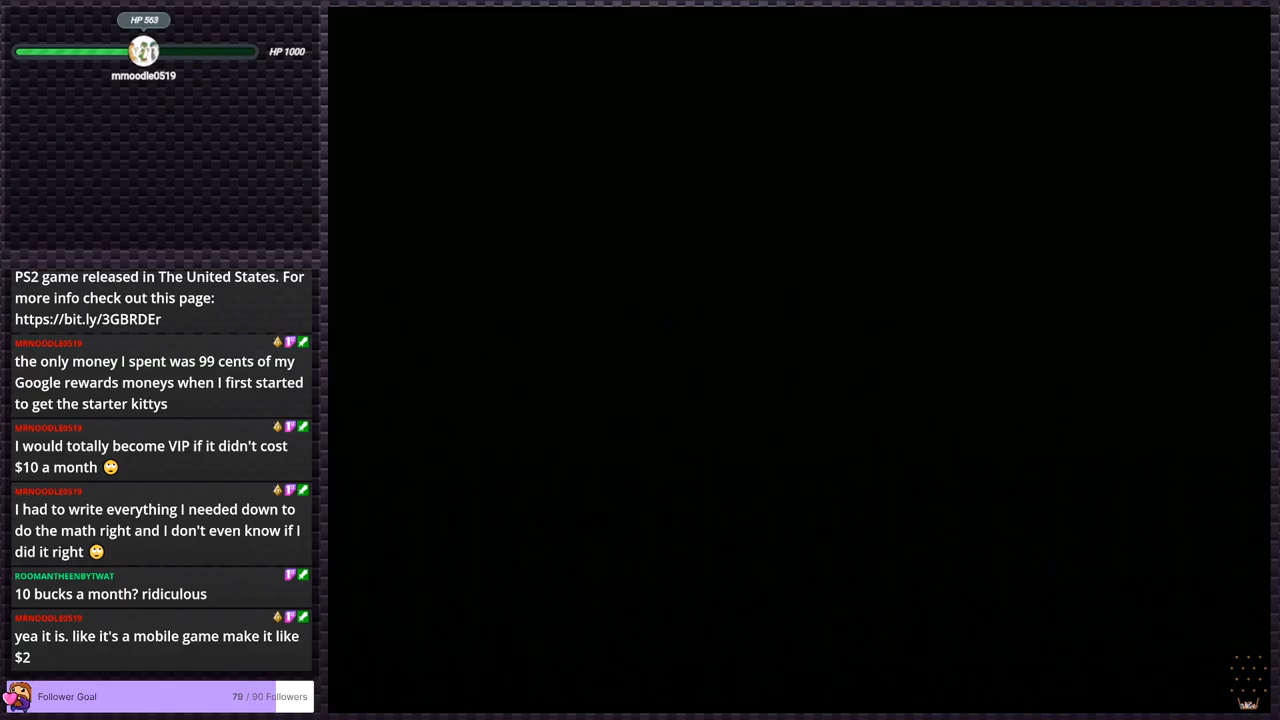 HP 563
HP 1000
mrnoodle0519
PS2 game released in The United States. For
more info check out this page:
https://bit.ly/3GBRDEr
MRNOODLE0519
the only money I spent was 99 cents of my
Google rewards moneys when I first started
to get the starter kittys
MRNOODLE0519
I would totally become VIP if it didn't cost
$10 a month 🙄
MRNOODLE0519
I had to write everything I needed down to
do the math right and I don't even know if I
did it right 🙄
ROOMANTHEENBYTWAT
10 bucks a month? ridiculous
MRNOODLE0519
yea it is. like it's a mobile game make it like
$2
Follower Goal 79 / 90 Followers